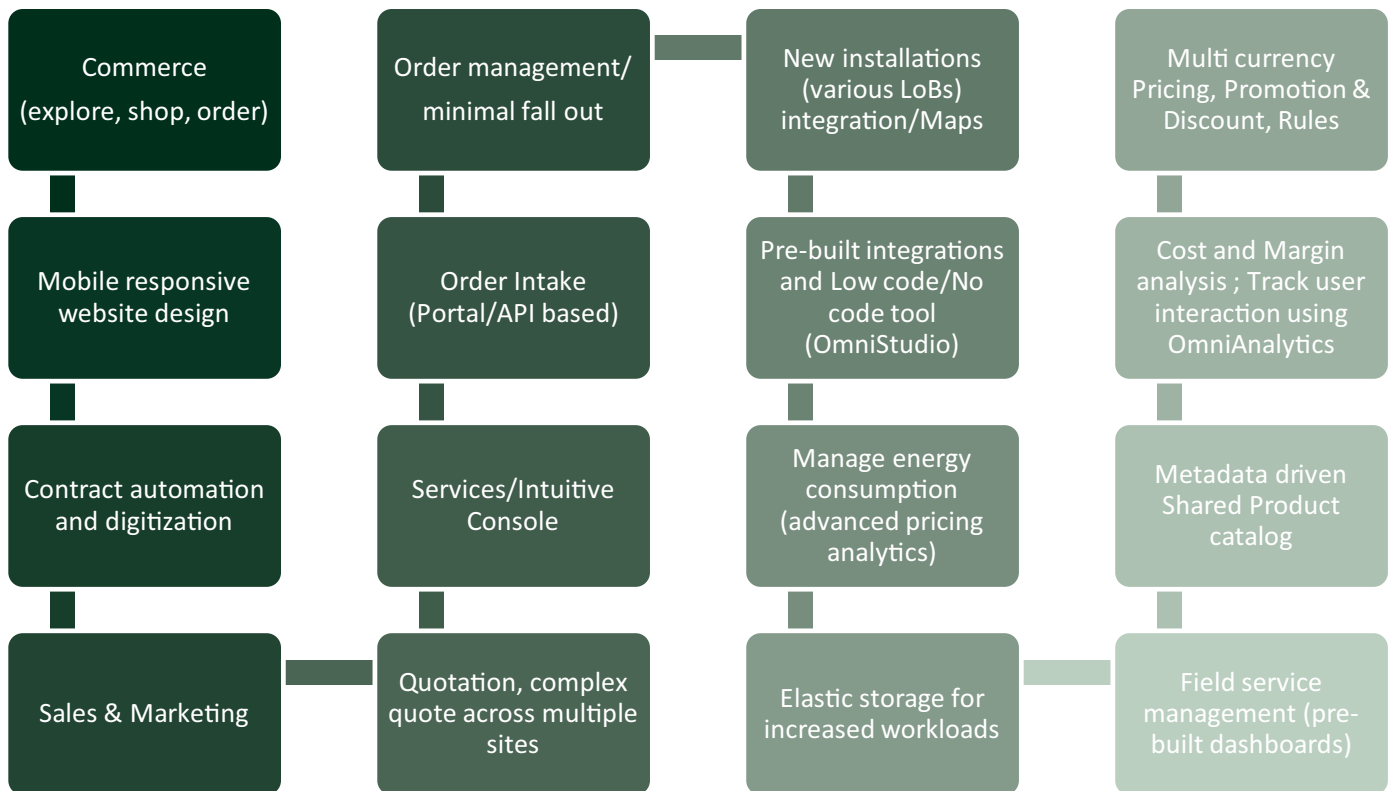 Commerce
(explore, shop, order)
Mobile responsive
website design
Contract automation
and digitization
Sales & Marketing
Quotation, complex
quote across multiple
sites
Services/Intuitive
Console
Order Intake
(Portal/API based)
Order management/
minimal fall out
New installations
(various LoBs)
integration/Maps
Pre-built integrations
and Low code/No
code tool
(OmniStudio)
Manage energy
consumption
(advanced pricing
analytics)
Elastic storage for
increased workloads
Field service
management (pre-
built dashboards)
Metadata driven
Shared Product
catalog
Cost and Margin
analysis ; Track user
interaction using
OmniAnalytics
Multi currency
Pricing, Promotion &
Discount, Rules